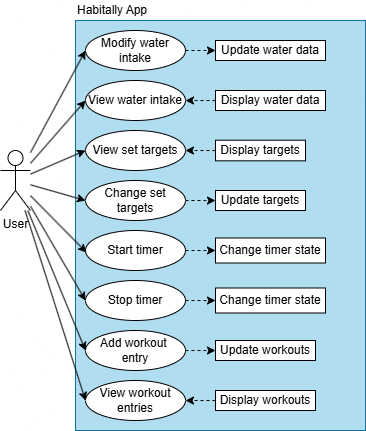 Habitally App
Modify water
intake
Update water data
View water intake
Display water data
View set targets
Display targets
User
Change set
targets
Update targets
Start timer
Change timer state
Stop timer
Change timer state
Add workout
entry
Update workouts
View workout
entries
Display workouts